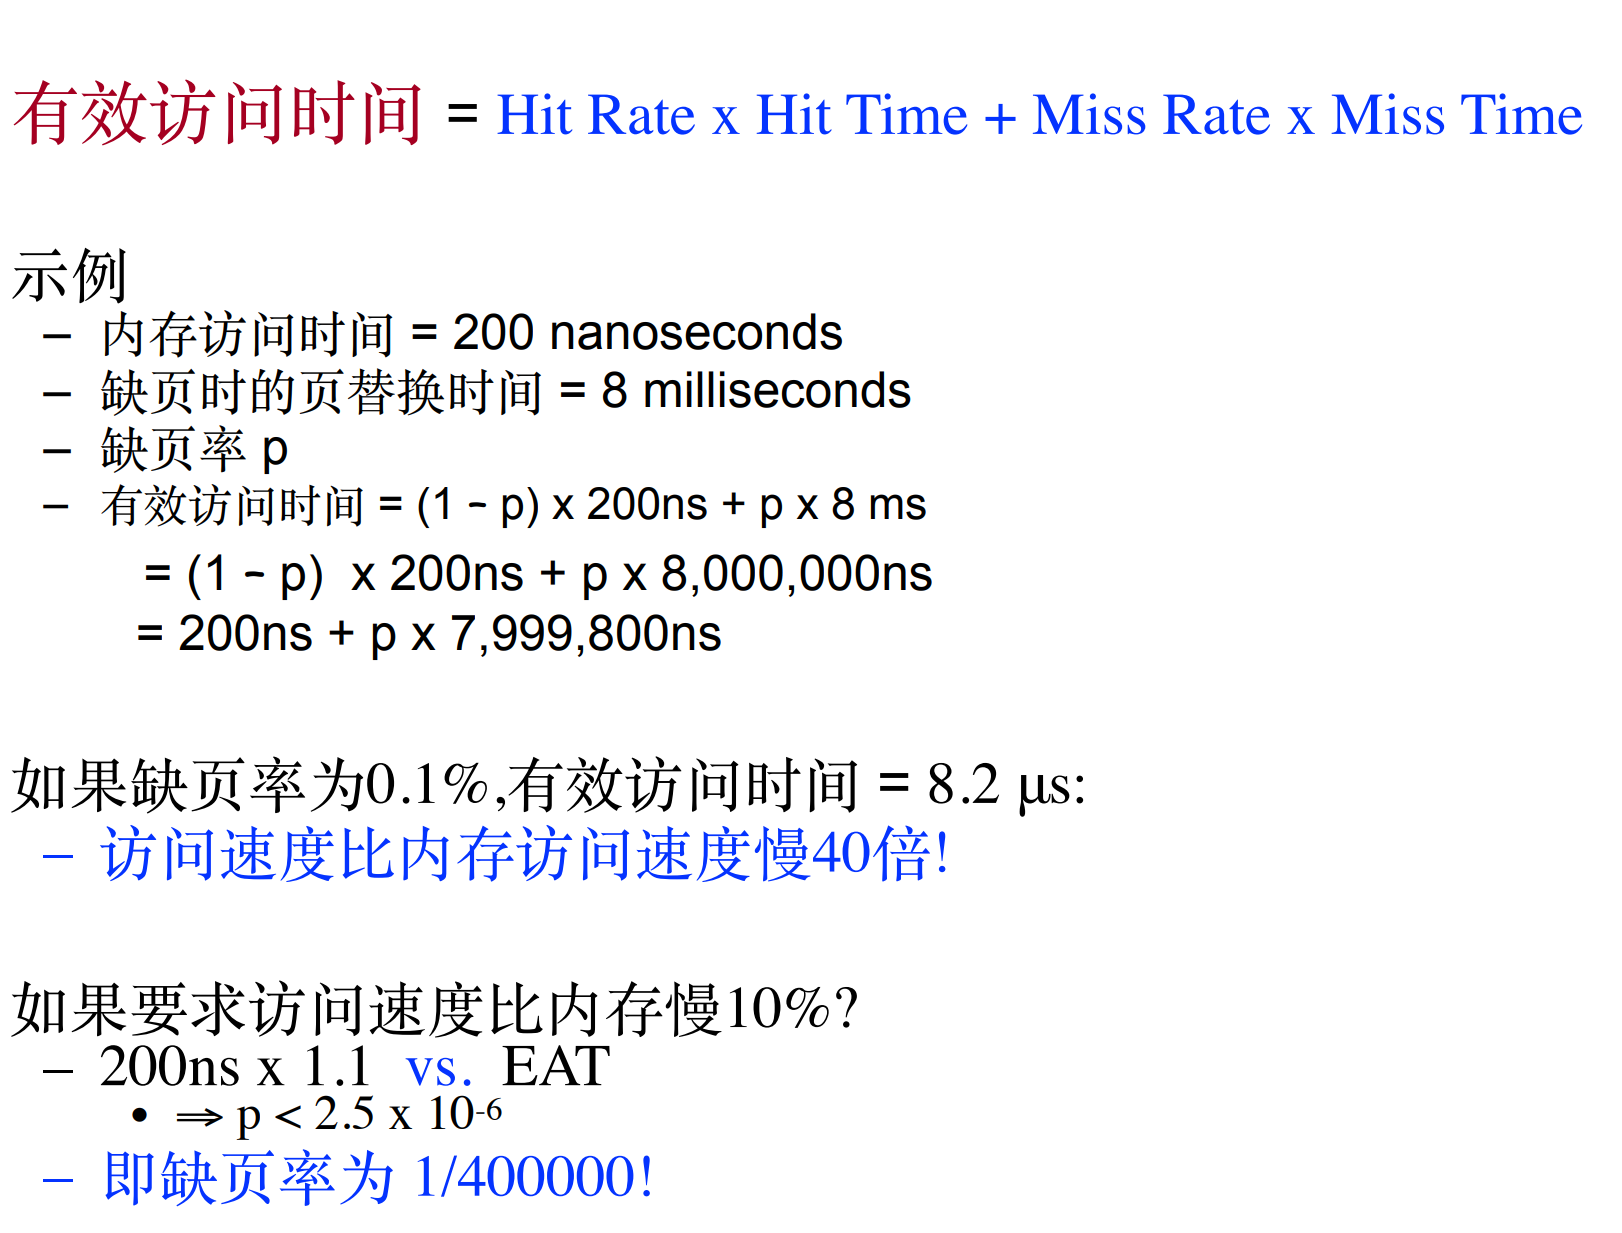 有效访问时间 = Hit Rate x Hit Time + Miss Rate x Miss Time
示例
– 内存访问时间 = 200 nanoseconds
– 缺页时的页替换时间 = 8 milliseconds
– 缺页率 p
– 有效访问时间 = (1 – p) x 200ns + p x 8 ms
= (1 – p) x 200ns + p x 8,000,000ns
= 200ns + p x 7,999,800ns
如果缺页率为0.1%,有效访问时间 = 8.2 μs:
– 访问速度比内存访问速度慢40倍!
如果要求访问速度比内存慢10%?
– 200ns x 1.1 vs. EAT
• ⇒ p < 2.5 x 10-6
– 即缺页率为 1/400000!